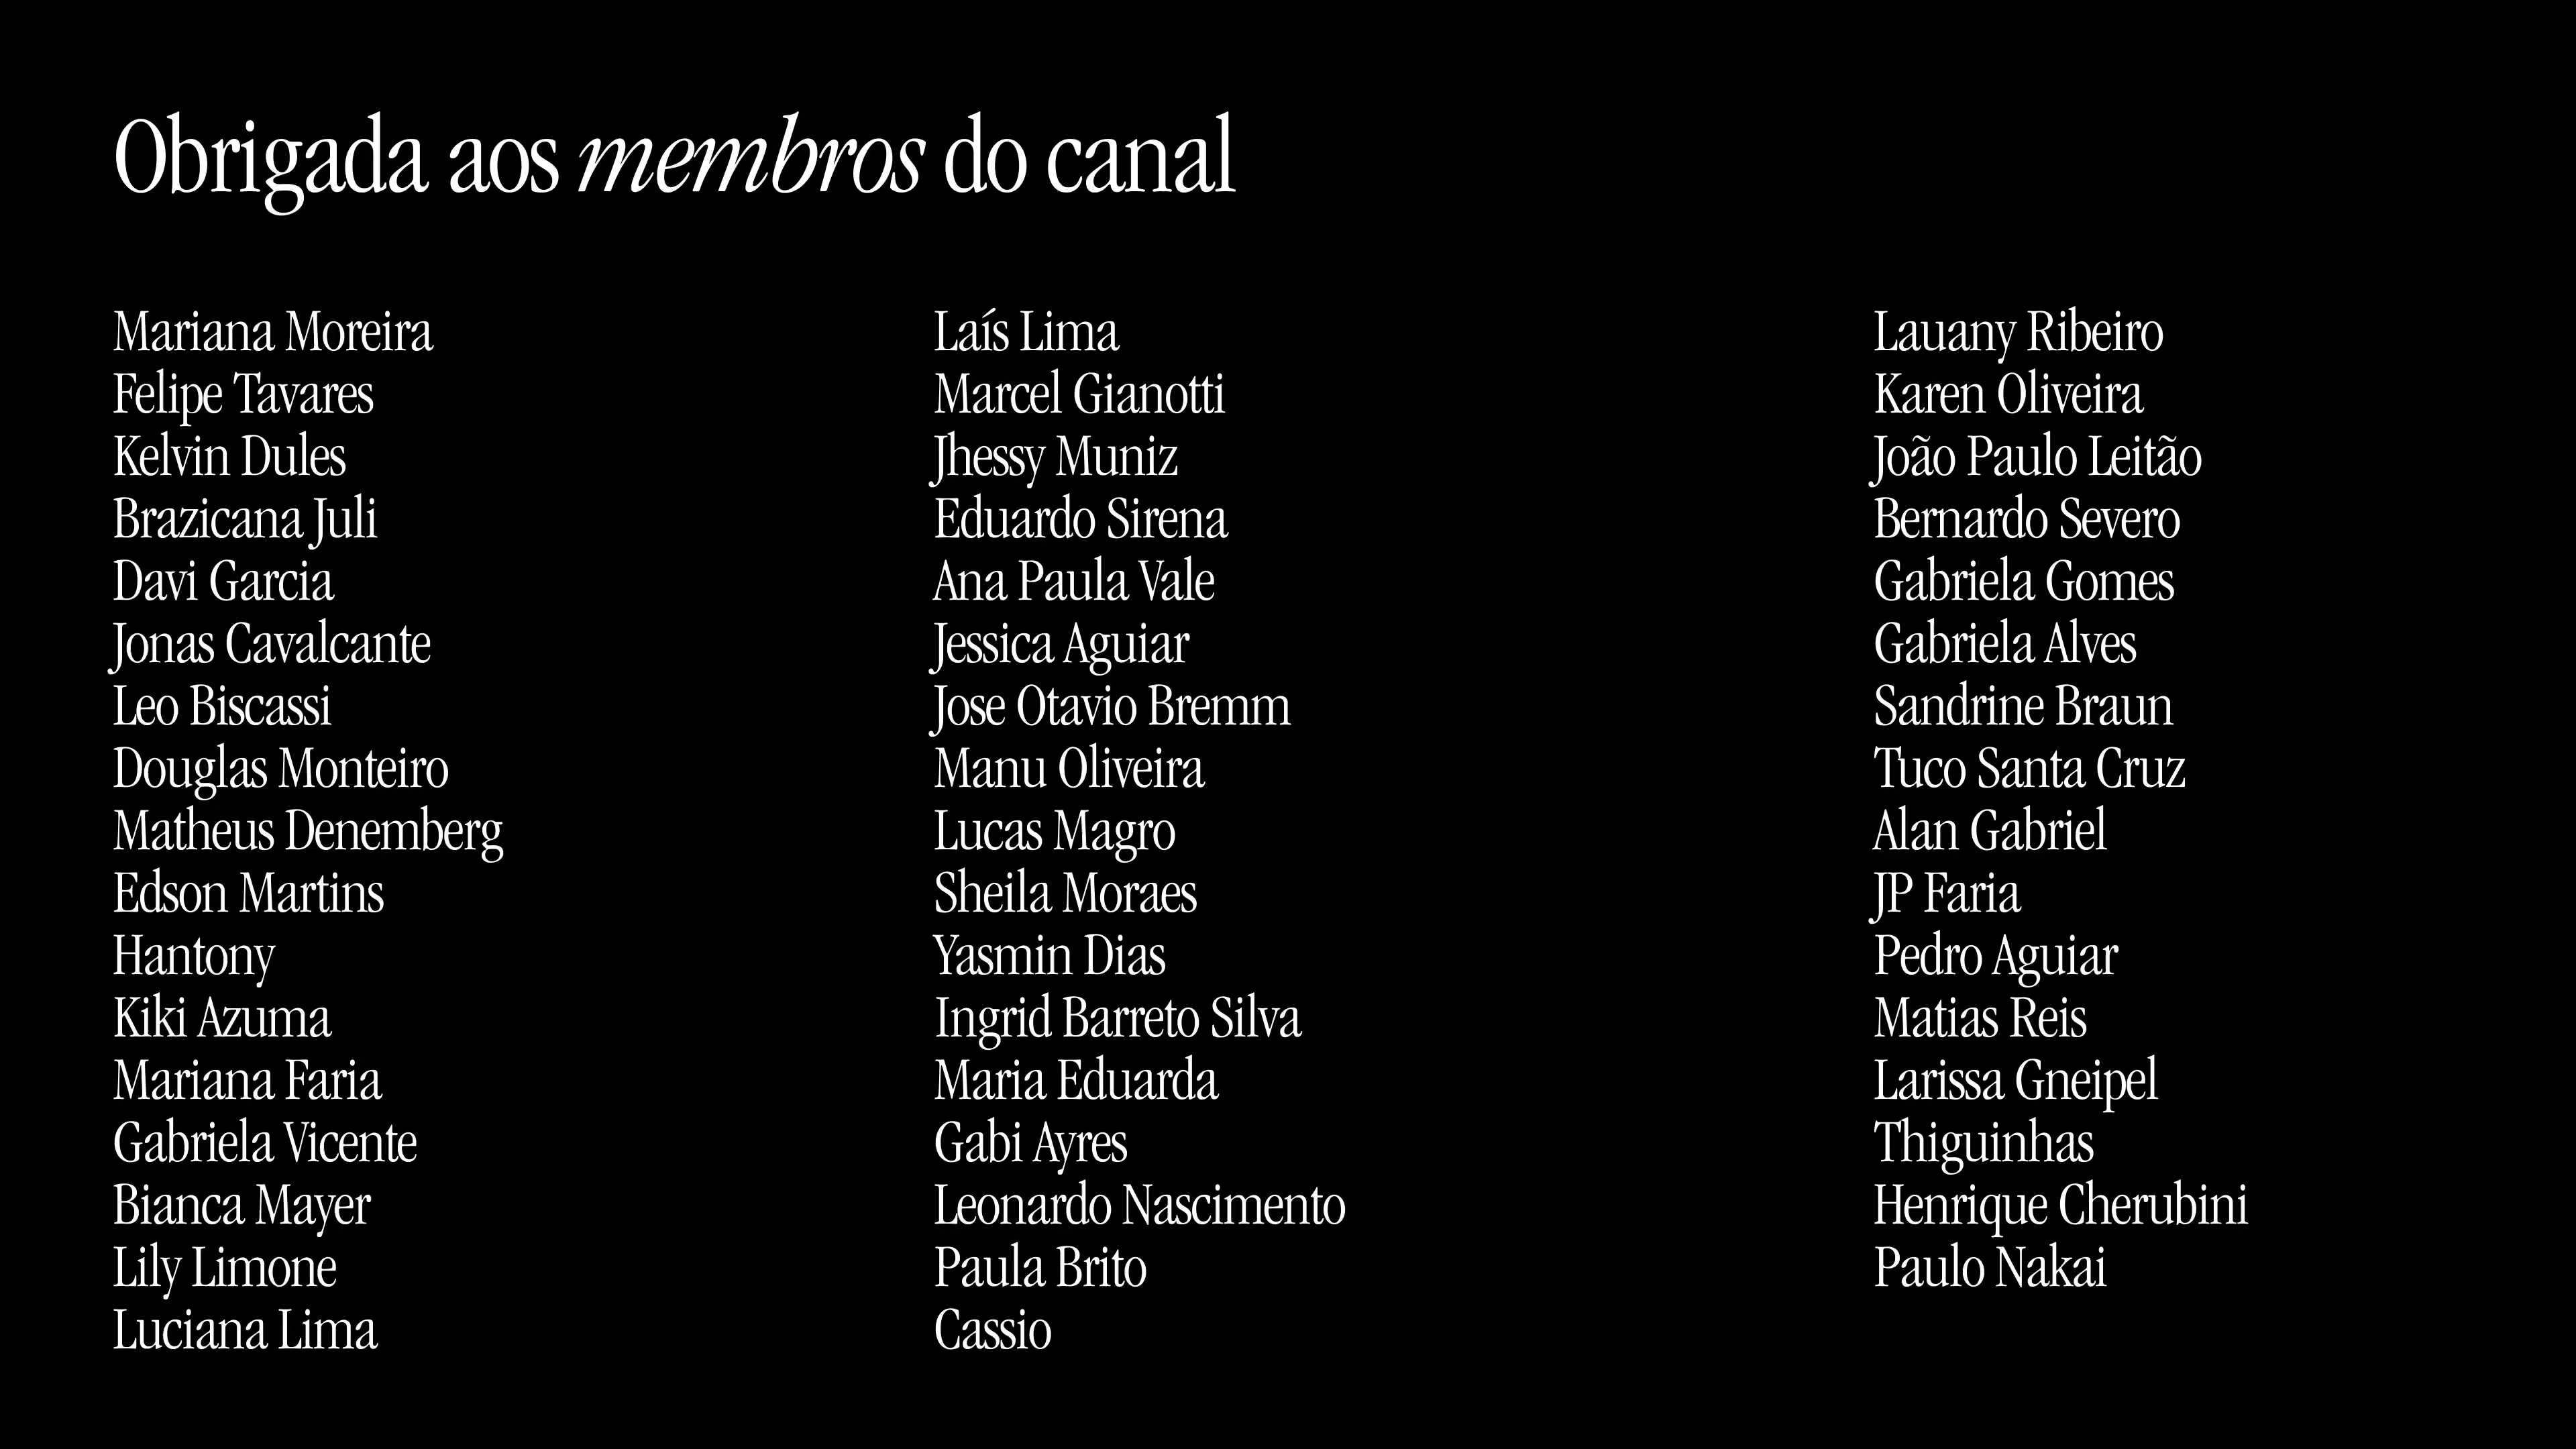 Obrigada aos membros do canal
Mariana Moreira
Felipe Tavares
Kelvin Dules
Brazicana Juli
Davi Garcia
Jonas Cavalcante
Leo Biscassi
Douglas Monteiro
Matheus Denemberg
Edson Martins
Hantony
Kiki Azuma
Mariana Faria
Gabriela Vicente
Bianca Mayer
Lily Limone
Luciana Lima
Laís Lima
Marcel Gianotti
Jhessy Muniz
Eduardo Sirena
Ana Paula Vale
Jessica Aguiar
Jose Otavio Bremm
Manu Oliveira
Lucas Magro
Sheila Moraes
Yasmin Dias
Ingrid Barreto Silva
Maria Eduarda
Gabi Ayres
Leonardo Nascimento
Paula Brito
Cassio
Lauany Ribeiro
Karen Oliveira
João Paulo Leitão
Bernardo Severo
Gabriela Gomes
Gabriela Alves
Sandrine Braun
Tuco Santa Cruz
Alan Gabriel
JP Faria
Pedro Aguiar
Matias Reis
Larissa Gneipel
Thiguinhas
Henrique Cherubini
Paulo Nakai